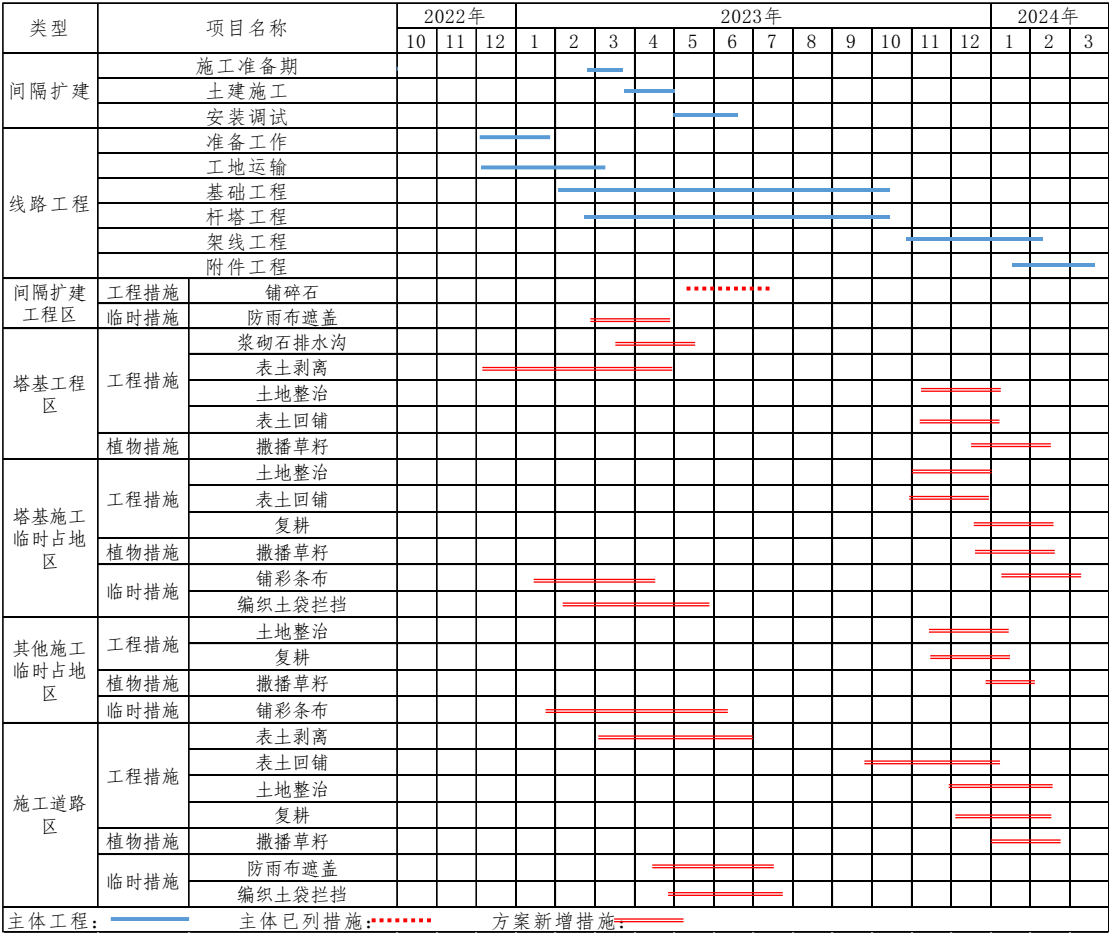 类型 项目名称 2022年 2023年 2024年
10 11 12 1 2 3 4 5 6 7 8 9 10 11 12 1 2 3
间隔扩建
施工准备期
土建施工
安装调试
线路工程
准备工作
工地运输
基础工程
杆塔工程
架线工程
附件工程
间隔扩建
工程区
工程措施 铺碎石
临时措施 防雨布遮盖
塔基工程
区
工程措施
浆砌石排水沟
表土剥离
土地整治
表土回铺
植物措施 撒播草籽
塔基施工
临时占地
区
工程措施
土地整治
表土回铺
复耕
植物措施 撒播草籽
临时措施
铺彩条布
编织土袋拦挡
其他施工
临时占地
区
工程措施
土地整治
复耕
植物措施 撒播草籽
临时措施 铺彩条布
施工道路
区
工程措施
表土剥离
表土回铺
土地整治
复耕
植物措施 撒播草籽
临时措施
防雨布遮盖
编织土袋拦挡
主体工程: 主体已列措施: 方案新增措施: